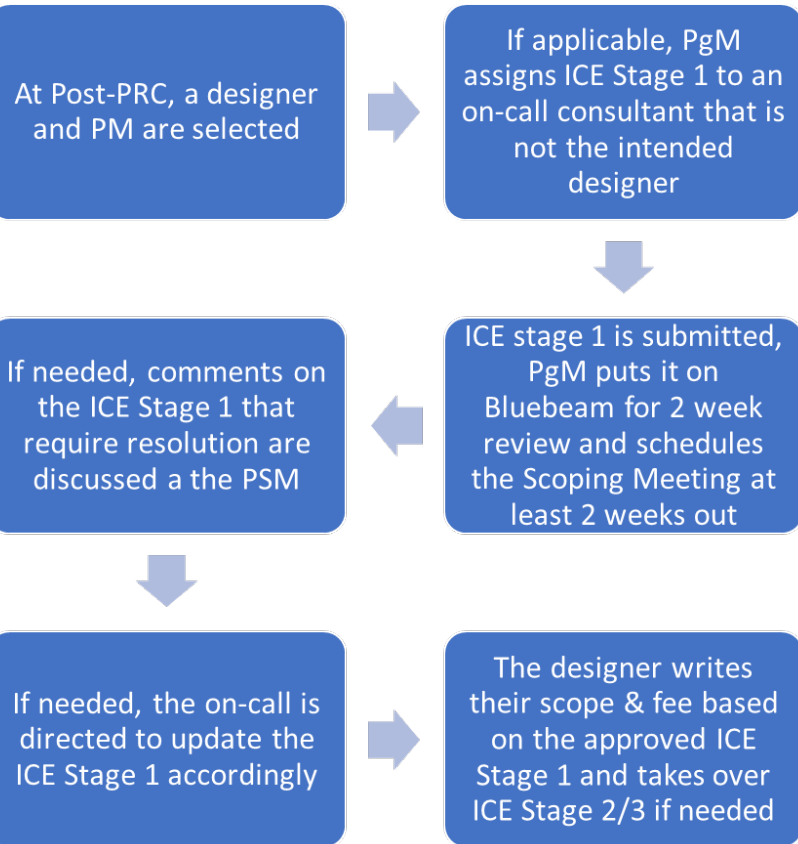 At Post-PRC, a designer
and PM are selected
If applicable, PgM
assigns ICE Stage 1 to an
on-call consultant that is
not the intended
designer
ICE stage 1 is submitted,
PgM puts it on
Bluebeam for 2 week
review and schedules
the Scoping Meeting at
least 2 weeks out
If needed, comments on
the ICE Stage 1 that
require resolution are
discussed a the PSM
If needed, the on-call is
directed to update the
ICE Stage 1 accordingly
The designer writes
their scope & fee based
on the approved ICE
Stage 1 and takes over
ICE Stage 2/3 if needed